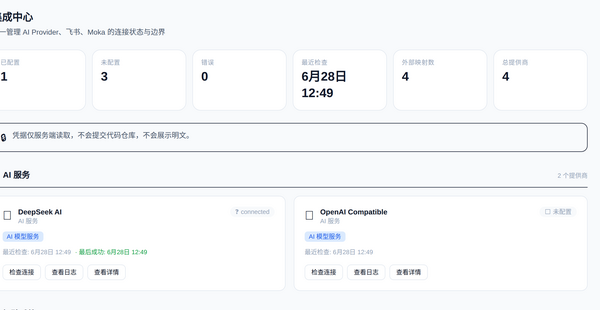 集成中心
一管理 AI Provider、飞书、Moka 的连接状态与边界
已配置
1
未配置
3
错误
0
最近检查
6月28日
12:49
外部映射数
4
总提供商
4
凭据仅服务端读取，不会提交代码仓库，不会展示明文。
AI 服务
2 个提供商
DeepSeek AI
? connected
AI 服务
AI 模型服务
最近检查: 6月28日 12:49 · 最后成功: 6月28日 12:49
检查连接
查看日志
查看详情
OpenAI Compatible
未配置
AI 服务
AI 模型服务
最近检查: 6月28日 12:49
检查连接
查看日志
查看详情